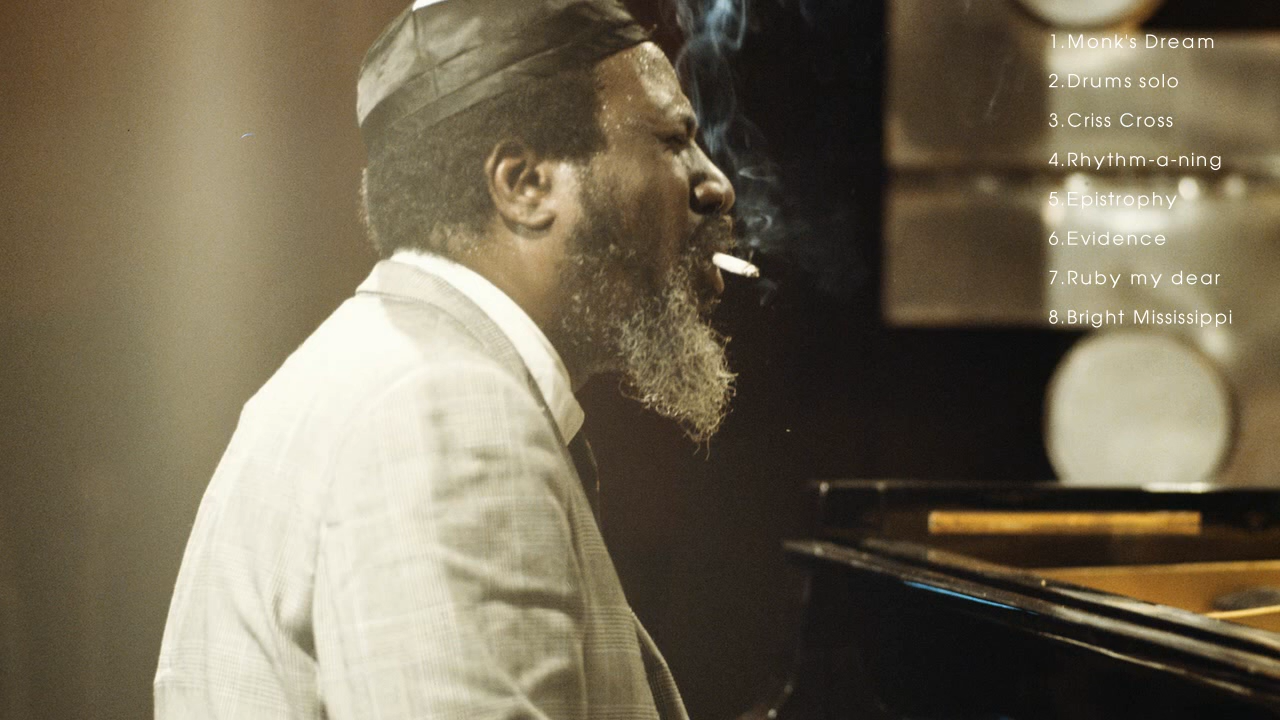 1.Monk's Dream
2.Drums solo
3.Criss Cross
4.Rhythm-a-ning
5.Epistrophy
6.Evidence
7.Ruby my dear
8.Bright Mississippi